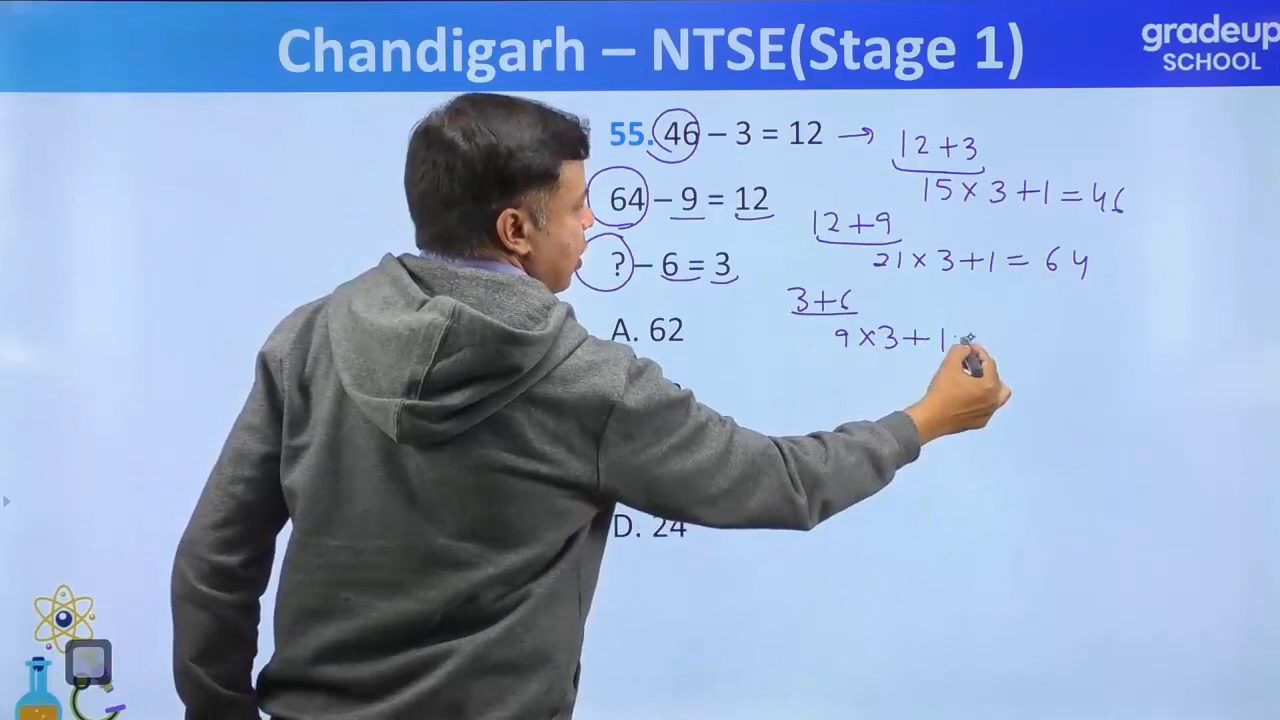 Chandigarh – NTSE(Stage 1)
gradeup
SCHOOL
55. 46 – 3 = 12 → 12 + 3
15 × 3 + 1 = 46
64 – 9 = 12
12 + 9
21 × 3 + 1 = 64
? – 6 = 3
3 + 6
9 × 3 + 1
A. 62
D. 24